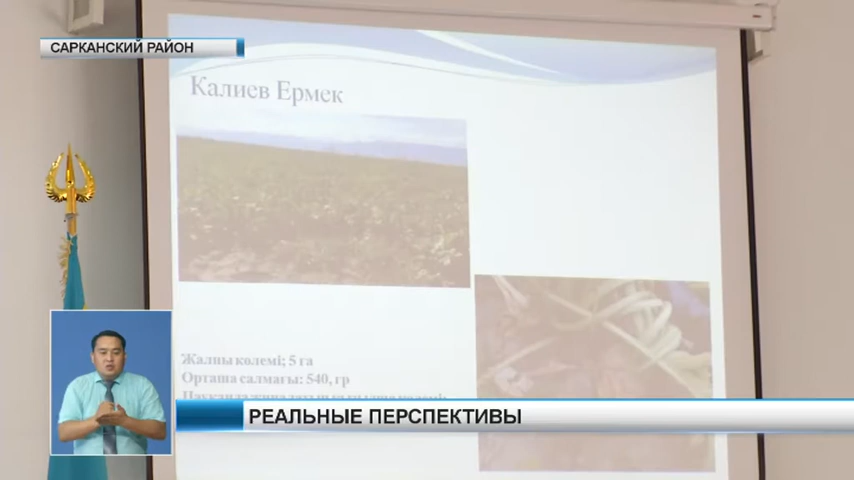 САРКАНСКИЙ РАЙОН
Калиев Ермек
Жалпы көлемі; 5 га
Орташа салмағы: 540, гр
РЕАЛЬНЫЕ ПЕРСПЕКТИВЫ